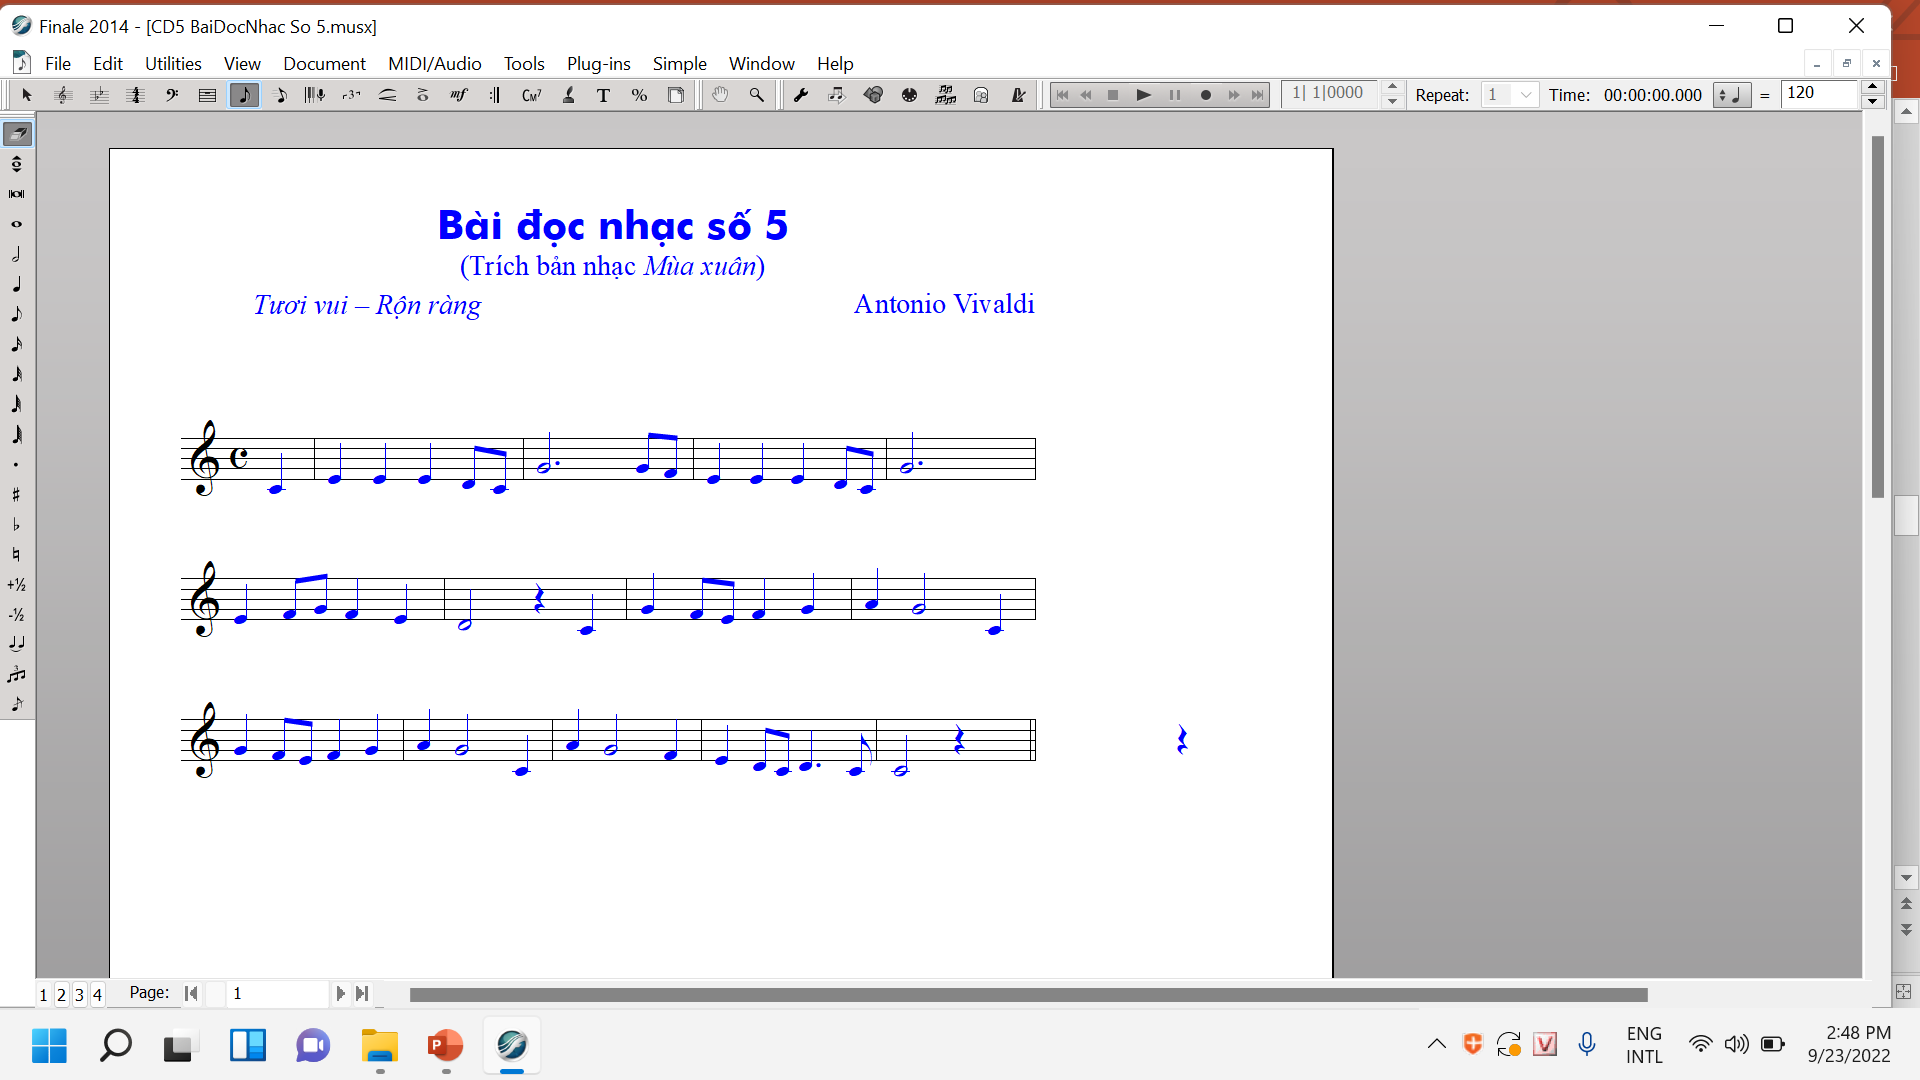 Finale 2014 - [CD5 BaiDocNhac So 5.musx]
File Edit Utilities View Document MIDI/Audio Tools Plug-ins Simple Window Help
1| 1|0000 Repeat: 1 Time: 00:00:00.000 = 120
Bài đọc nhạc số 5
(Trích bản nhạc Mùa xuân)
Tươi vui – Rộn ràng Antonio Vivaldi
1 2 3 4 Page: 1
ENG
INTL
2:48 PM
9/23/2022